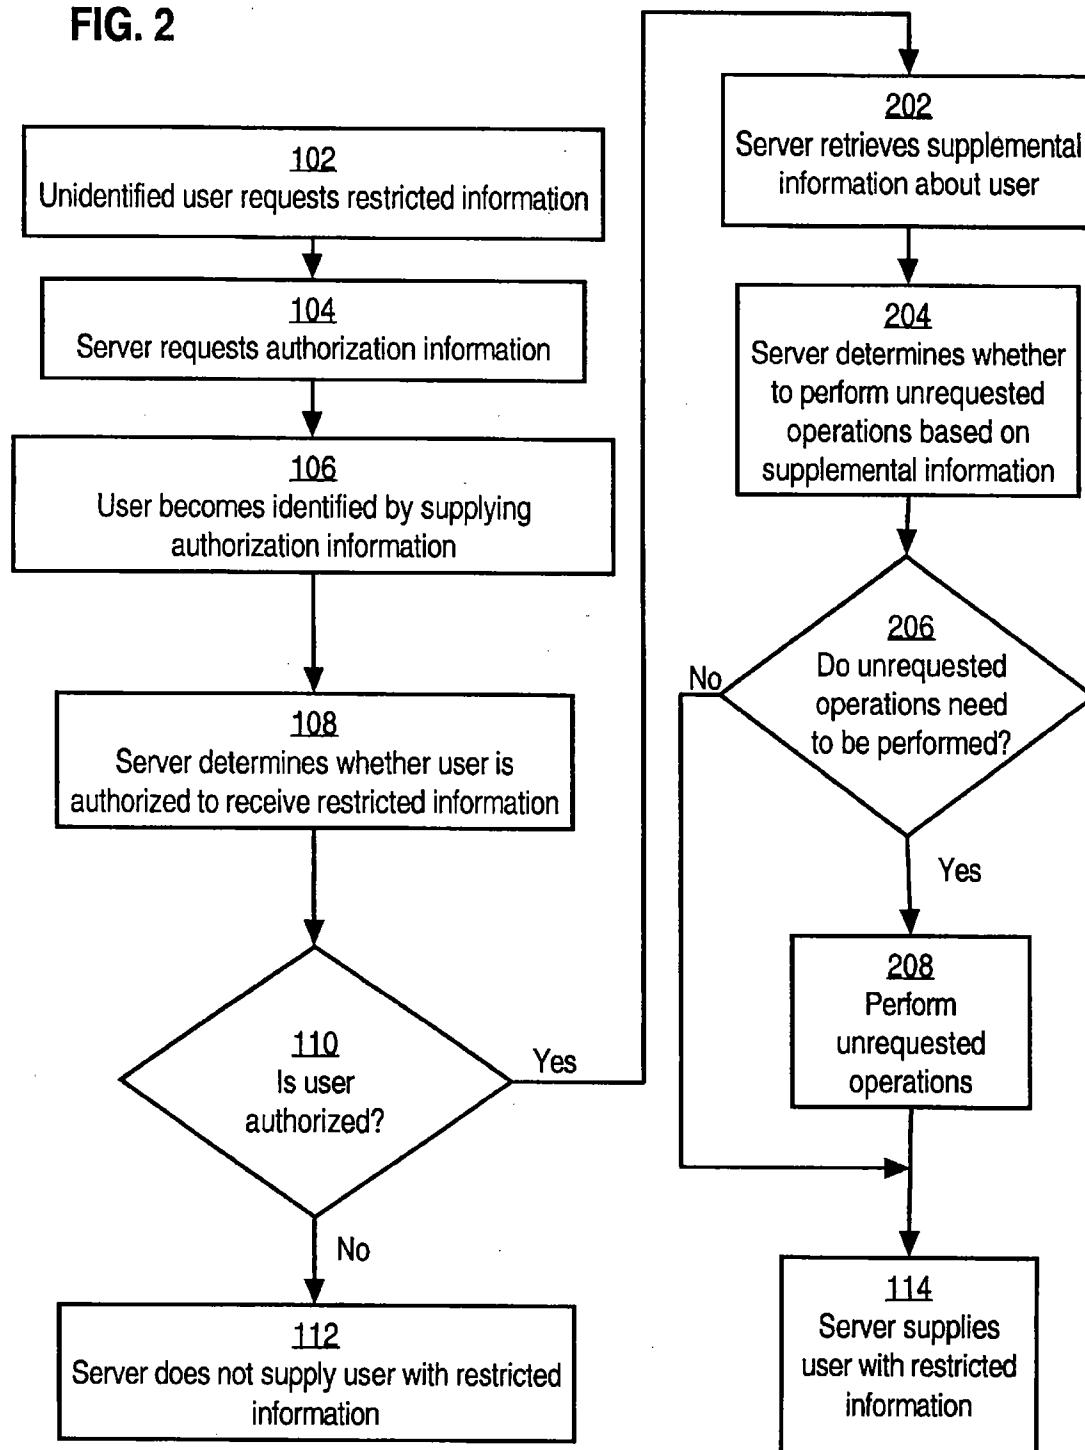 FIG. 2
102
Unidentified user requests restricted information
104
Server requests authorization information
106
User becomes identified by supplying
authorization information
108
Server determines whether user is
authorized to receive restricted information
110
Is user
authorized?
Yes
No
112
Server does not supply user with restricted
information
202
Server retrieves supplemental
information about user
204
Server determines whether
to perform unrequested
operations based on
supplemental information
206
Do unrequested
operations need
to be performed?
No
Yes
208
Perform
unrequested
operations
114
Server supplies
user with restricted
information